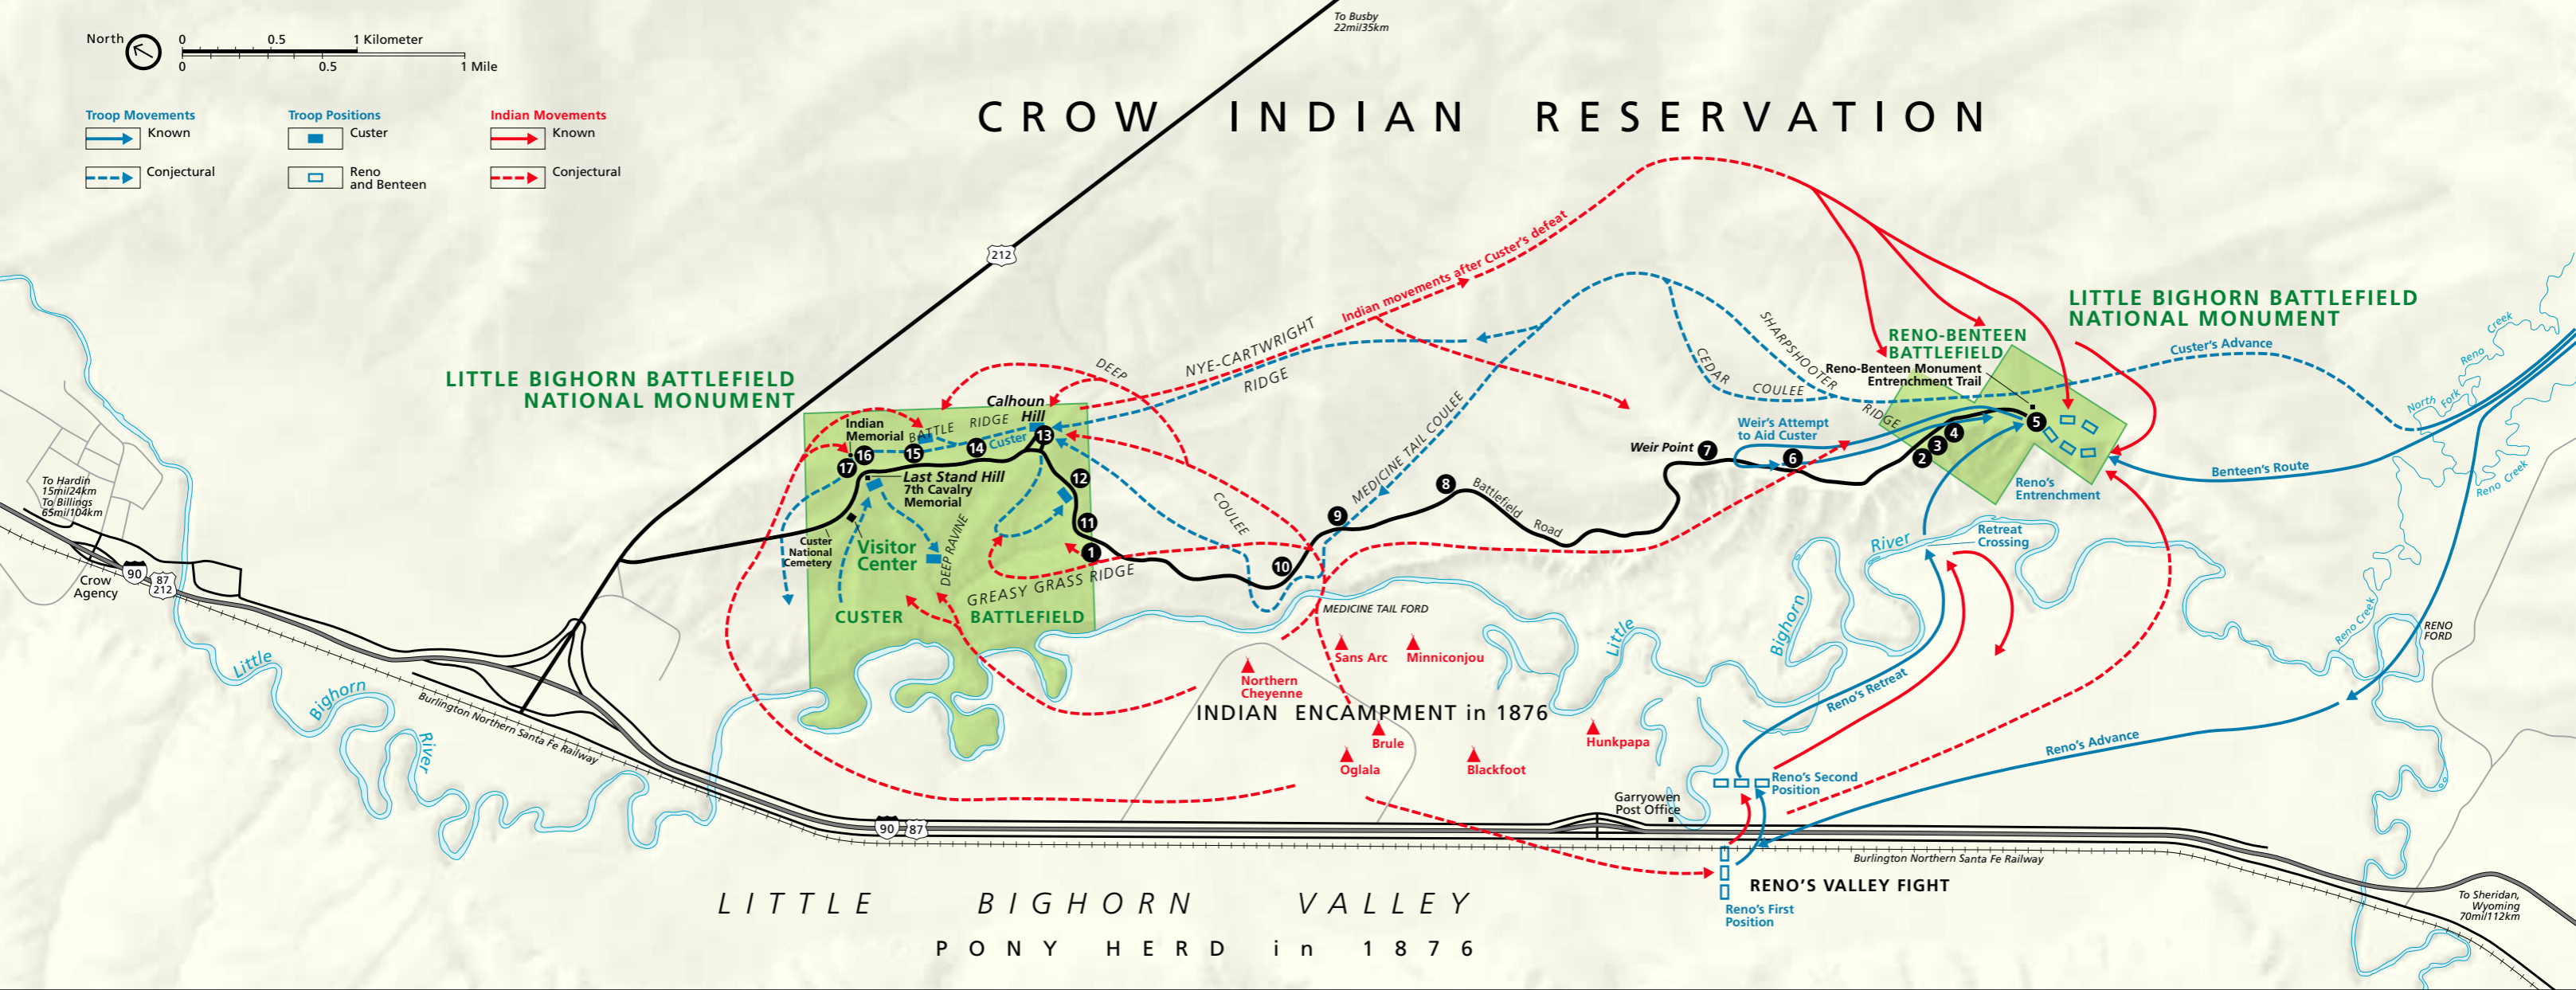 To Busby
22mi/35km
North
0 0.5 1 Kilometer
0 0.5 1 Mile
Troop Movements
Known
Conjectural
Troop Positions
Custer
Reno
and Benteen
Indian Movements
Known
Conjectural
CROW INDIAN RESERVATION
212
Indian movements after Custer's defeat
LITTLE BIGHORN BATTLEFIELD
NATIONAL MONUMENT
LITTLE BIGHORN BATTLEFIELD
NATIONAL MONUMENT
RENO-BENTEEN
BATTLEFIELD
Reno-Benteen Monument
Entrenchment Trail
Custer's Advance
Reno Creek
North Fork
Reno Creek
Benteen's Route
SHARPSHOOTER
RIDGE
CEDAR
COULEE
NYE-CARTWRIGHT
RIDGE
DEEP
COULEE
MEDICINE TAIL COULEE
Calhoun
Hill
Indian
Memorial
BATTLE RIDGE
Custer
17
16
15
14
13
12
11
1
10
9
8
7
6
5
4
3
2
Last Stand Hill
7th Cavalry
Memorial
Custer
National
Cemetery
Visitor
Center
DEEP RAVINE
GREASY GRASS RIDGE
CUSTER BATTLEFIELD
Battlefield Road
Weir Point
Weir's Attempt
to Aid Custer
Reno's
Entrenchment
Retreat
Crossing
River
Bighorn
Little
MEDICINE TAIL FORD
Sans Arc
Minniconjou
Northern
Cheyenne
INDIAN ENCAMPMENT in 1876
Brule
Oglala
Blackfoot
Hunkpapa
Reno's Retreat
Reno's Advance
Reno Creek
RENO
FORD
Reno's Second
Position
Garryowen
Post Office
RENO'S VALLEY FIGHT
Reno's First
Position
Burlington Northern Santa Fe Railway
To Sheridan,
Wyoming
70mi/112km
To Hardin
15mi/24km
To Billings
65mi/104km
Crow
Agency
90
87
212
Little
Bighorn
River
Burlington Northern Santa Fe Railway
90
87
LITTLE BIGHORN VALLEY
PONY HERD in 1876